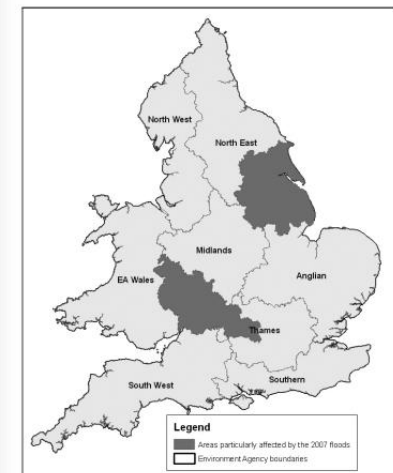 North West
North East
Midlands
Anglian
EA Wales
Thames
Southern
South West
Legend
Areas particularly affected by the 2007 floods
Environment Agency boundaries